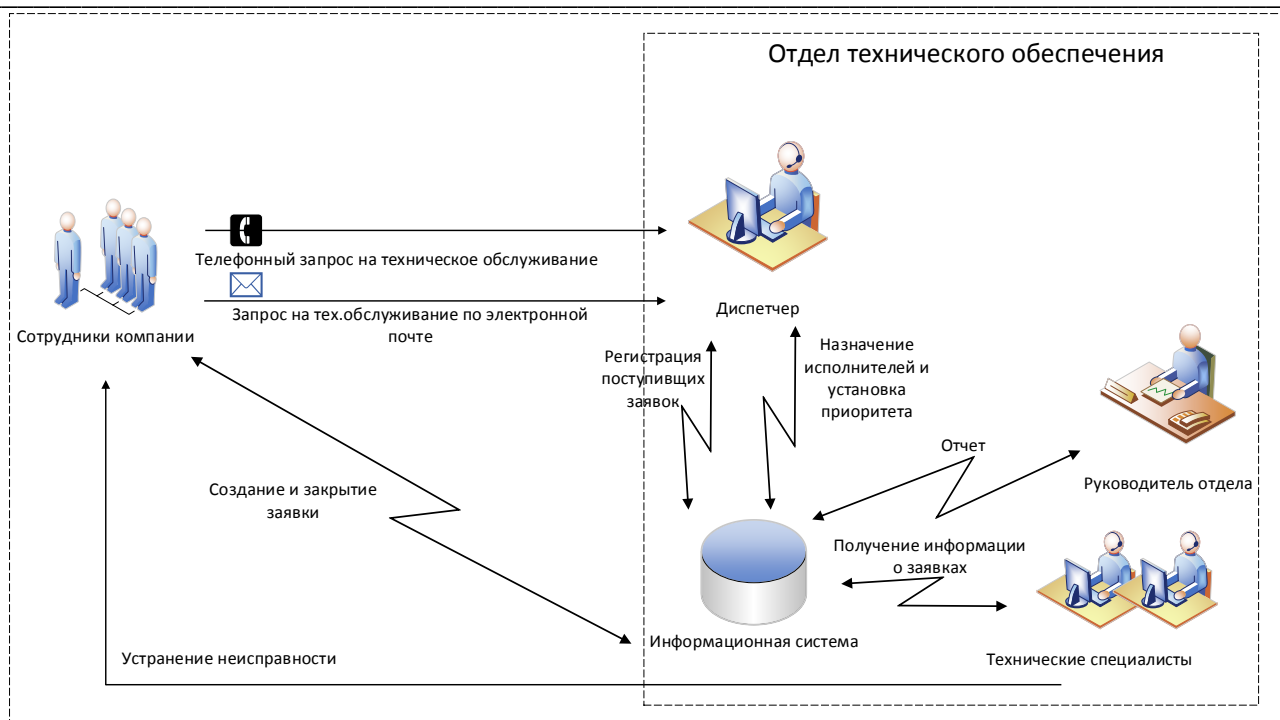 Отдел технического обеспечения
Телефонный запрос на техническое обслуживание
Запрос на тех.обслуживание по электронной
почте
Сотрудники компании
Диспетчер
Регистрация
поступивщих
заявок
Назначение
исполнителей и
установка
приоритета
Отчет
Руководитель отдела
Создание и закрытие
заявки
Получение информации
о заявках
Информационная система
Технические специалисты
Устранение неисправности